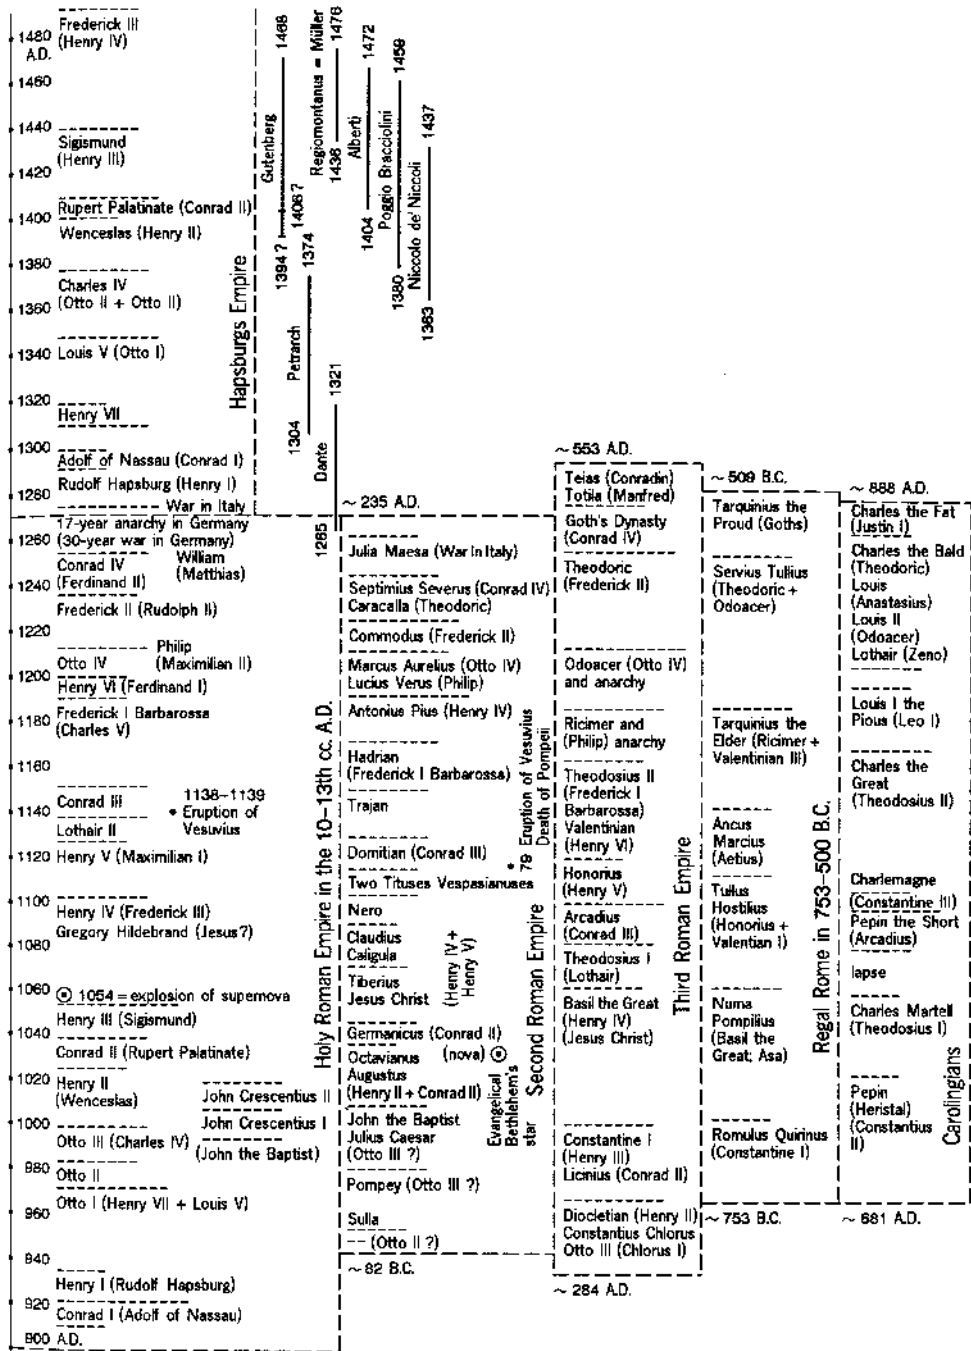 1480
A.D.
1460
1440
1420
1400
1380
1360
1340
1320
1300
1280
1260
1240
1220
1200
1180
1160
1140
1120
1100
1080
1060
1040
1020
1000
980
960
940
920
900 A.D.
Frederick III
(Henry IV)
Sigismund
(Henry III)
Rupert Palatinate (Conrad II)
Wenceslas (Henry II)
Charles IV
(Otto II + Otto II)
Louis V (Otto I)
Henry VII
Adolf of Nassau (Conrad I)
Rudolf Hapsburg (Henry I)
War in Italy
17-year anarchy in Germany
(30-year war in Germany)
Conrad IV
(Ferdinand II)
William
(Matthias)
Frederick II (Rudolph II)
Otto IV
Philip
(Maximilian II)
Henry VI (Ferdinand I)
Frederick I Barbarossa
(Charles V)
Conrad III
1138–1139
• Eruption of
Vesuvius
Lothair II
Henry V (Maximilian I)
Henry IV (Frederick III)
Gregory Hildebrand (Jesus?)
1054 = explosion of supernova
Henry III (Sigismund)
Conrad II (Rupert Palatinate)
Henry II
(Wenceslas)
John Crescentius II
John Crescentius I
Otto III (Charles IV)
(John the Baptist)
Otto II
Otto I (Henry VII + Louis V)
Henry I (Rudolf Hapsburg)
Conrad I (Adolf of Nassau)
Hapsburgs Empire
Holy Roman Empire in the 10–13th cc. A.D.
1394 ?
Gutenberg
1468
1406 ?
1304
Petrarch
1374
1265
Dante
1321
1436
Regiomontanus = Müller
1476
1404
Alberti
1472
1380
Poggio Bracciolini
1459
1363
Niccolo de' Niccoli
1437
~ 235 A.D.
Julia Maesa (War in Italy)
Septimius Severus (Conrad IV)
Caracalla (Theodoric)
Commodus (Frederick II)
Marcus Aurelius (Otto IV)
Lucius Verus (Philip)
Antonius Pius (Henry IV)
Hadrian
(Frederick I Barbarossa)
Trajan
Domitian (Conrad III)
• 79 Eruption of Vesuvius
Death of Pompeii
Two Tituses Vespasianuses
Nero
Claudius
Caligula
Tiberius
Jesus Christ
(Henry IV +
Henry V)
Germanicus (Conrad II)
Octavianus
Augustus
(Henry II + Conrad II)
(nova)
Evangelical
Bethlehem's
star
John the Baptist
Julius Caesar
(Otto III ?)
Pompey (Otto III ?)
Sulla
-- (Otto II ?)
~ 82 B.C.
Second Roman Empire
~ 553 A.D.
Teias (Conradin)
Totila (Manfred)
Goth's Dynasty
(Conrad IV)
Theodoric
(Frederick II)
Odoacer (Otto IV)
and anarchy
Ricimer and
(Philip) anarchy
Theodosius II
(Frederick I
Barbarossa)
Valentinian
(Henry VI)
Honorius
(Henry V)
Arcadius
(Conrad III)
Theodosius I
(Lothair)
Basil the Great
(Henry IV)
(Jesus Christ)
Constantine I
(Henry III)
Licinius (Conrad II)
Diocletian (Henry II)
Constantius Chlorus
Otto III (Chlorus I)
~ 284 A.D.
Third Roman Empire
~ 509 B.C.
Tarquinius the
Proud (Goths)
Servius Tullius
(Theodoric +
Odoacer)
Tarquinius the
Elder (Ricimer +
Valentinian III)
Ancus
Marcius
(Aetius)
Tullus
Hostilius
(Honorius +
Valentian I)
Numa
Pompilius
(Basil the
Great; Asa)
Romulus Quirinus
(Constantine I)
~ 753 B.C.
Regal Rome in 753–500 B.C.
~ 888 A.D.
Charles the Fat
(Justin I)
Charles the Bald
(Theodoric)
Louis
(Anastasius)
Louis II
(Odoacer)
Lothair (Zeno)
Louis I the
Pious (Leo I)
Charles the
Great
(Theodosius II)
Charlemagne
(Constantine III)
Pepin the Short
(Arcadius)
lapse
Charles Martell
(Theodosius I)
Pepin
(Heristal)
(Constantius
II)
~ 681 A.D.
Carolingians